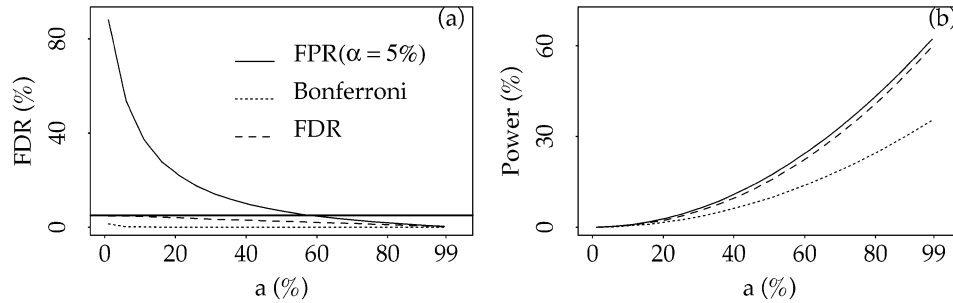 (a)
FDR (%)
80
40
0
FPR(α = 5%)
Bonferroni
FDR
0 20 40 60 80 99
a (%)
(b)
Power (%)
60
30
0
0 20 40 60 80 99
a (%)